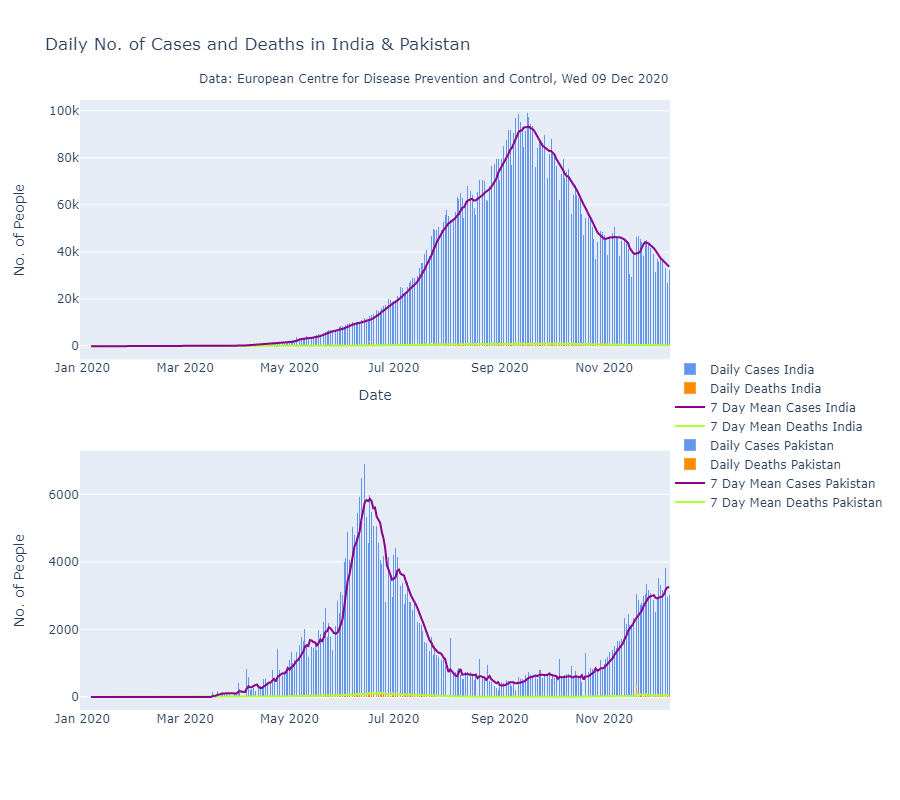 Daily No. of Cases and Deaths in India & Pakistan
Data: European Centre for Disease Prevention and Control, Wed 09 Dec 2020
100k
80k
60k
40k
20k
0
No. of People
Jan 2020 Mar 2020 May 2020 Jul 2020 Sep 2020 Nov 2020
Date
Daily Cases India
Daily Deaths India
7 Day Mean Cases India
7 Day Mean Deaths India
Daily Cases Pakistan
Daily Deaths Pakistan
7 Day Mean Cases Pakistan
7 Day Mean Deaths Pakistan
6000
4000
2000
0
No. of People
Jan 2020 Mar 2020 May 2020 Jul 2020 Sep 2020 Nov 2020